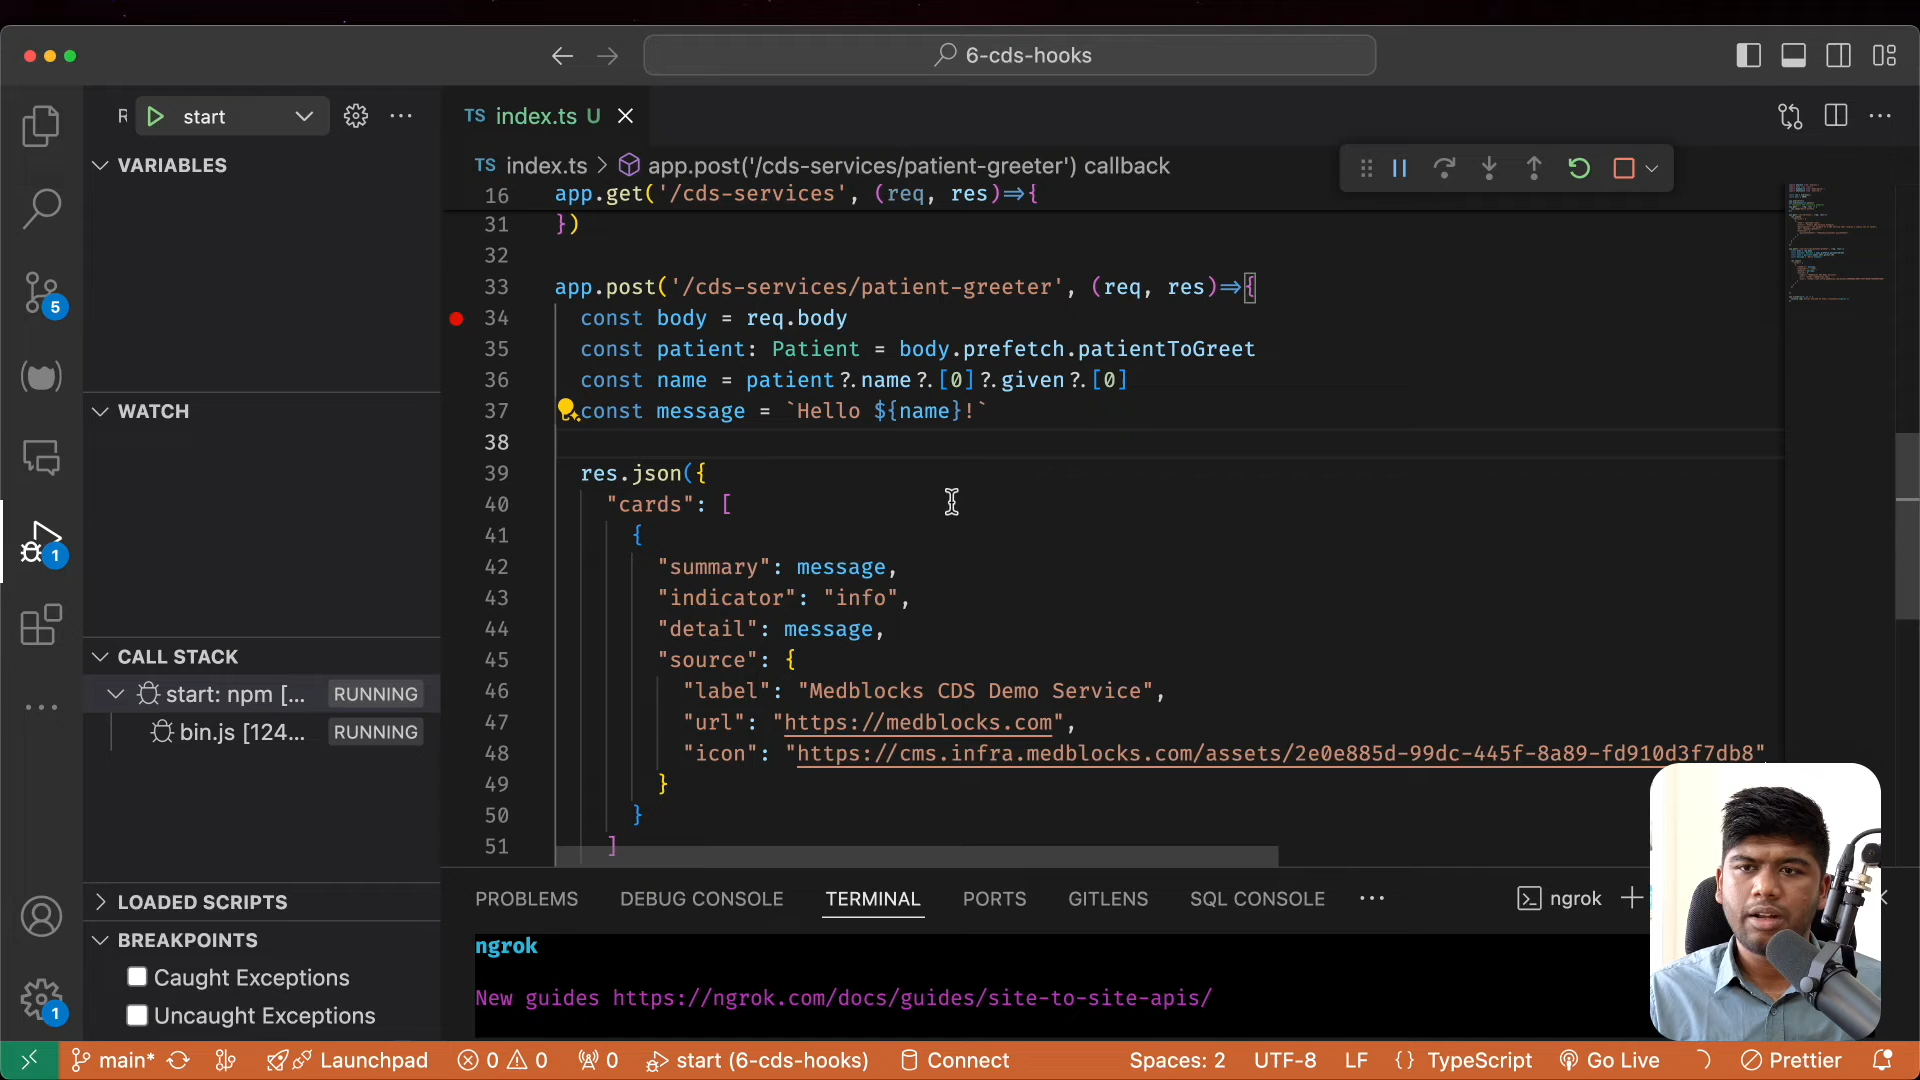 6-cds-hooks
R start
TS index.ts U
VARIABLES
TS index.ts > app.post('/cds-services/patient-greeter') callback
16 app.get('/cds-services', (req, res)=>{
31 })
32
33 app.post('/cds-services/patient-greeter', (req, res)=>{
34 const body = req.body
35 const patient: Patient = body.prefetch.patientToGreet
36 const name = patient?.name?.[0]?.given?.[0]
37 const message = `Hello ${name}!`
38
39 res.json({
40 "cards": [
41 {
42 "summary": message,
43 "indicator": "info",
44 "detail": message,
45 "source": {
46 "label": "Medblocks CDS Demo Service",
47 "url": "https://medblocks.com",
48 "icon": "https://cms.infra.medblocks.com/assets/2e0e885d-99dc-445f-8a89-fd910d3f7db8"
49 }
50 }
51 ]
5
WATCH
1
CALL STACK
start: npm [... RUNNING
bin.js [124... RUNNING
LOADED SCRIPTS
BREAKPOINTS
Caught Exceptions
Uncaught Exceptions
1
PROBLEMS DEBUG CONSOLE TERMINAL PORTS GITLENS SQL CONSOLE ... ngrok
ngrok
New guides https://ngrok.com/docs/guides/site-to-site-apis/
main* Launchpad 0 0 0 start (6-cds-hooks) Connect Spaces: 2 UTF-8 LF {} TypeScript Go Live Prettier